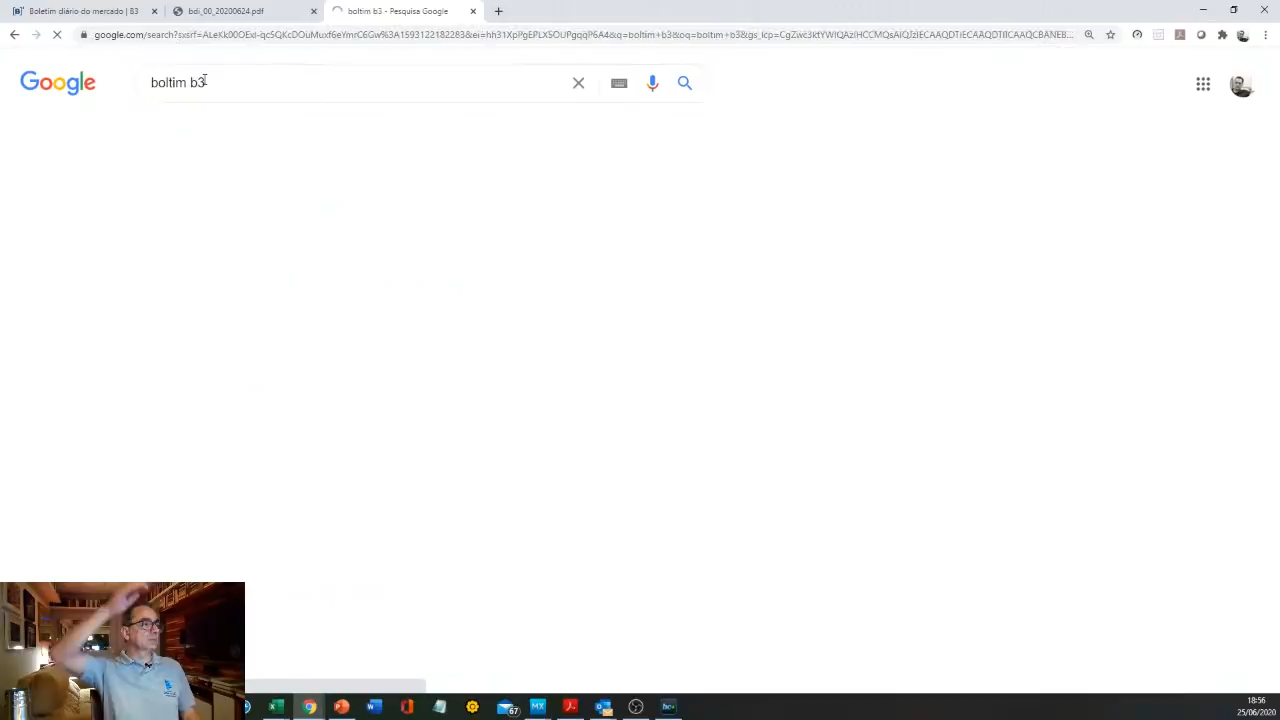 Boletim diário do mercado | B3
bdi_00_20200624.pdf
boltim b3 - Pesquisa Google
Google
boltim b3
67
18:56
25/06/2020